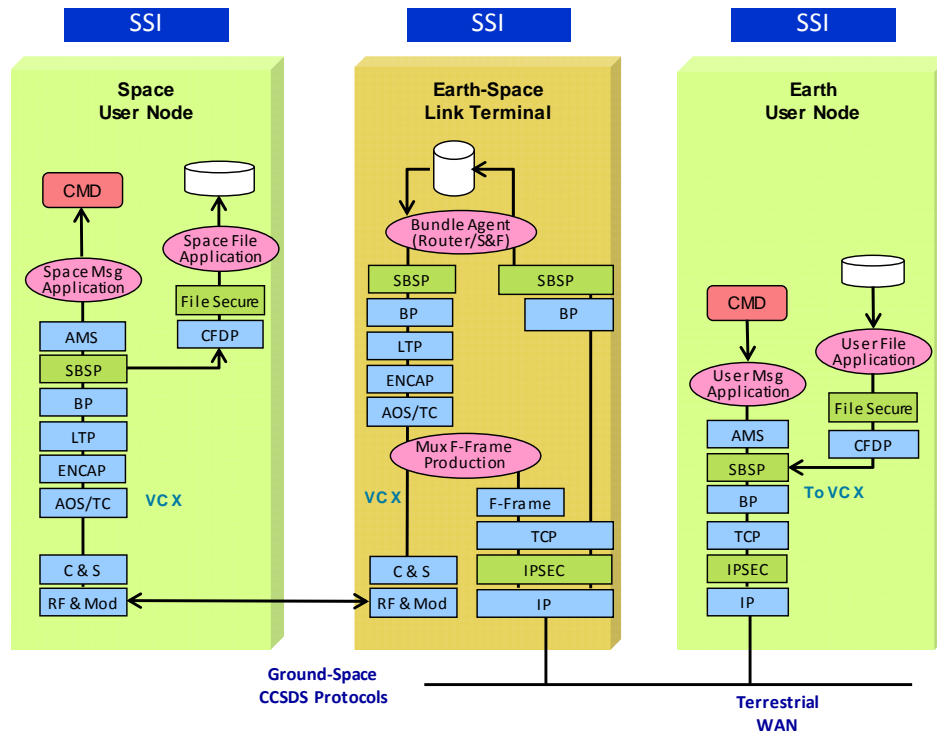 SSI
SSI
SSI
Space
User Node
CMD
Space File
Application
Space Msg
Application
File Secure
CFDP
AMS
SBSP
BP
LTP
ENCAP
AOS/TC
VCX
C & S
RF & Mod
Earth-Space
Link Terminal
Bundle Agent
(Router/S&F)
SBSP
SBSP
BP
BP
LTP
ENCAP
AOS/TC
Mux F-Frame
Production
VCX
F-Frame
TCP
C & S
IPSEC
RF & Mod
IP
Earth
User Node
CMD
User File
Application
User Msg
Application
File Secure
AMS
CFDP
SBSP
To VCX
BP
TCP
IPSEC
IP
Ground-Space
CCSDS Protocols
Terrestrial
WAN